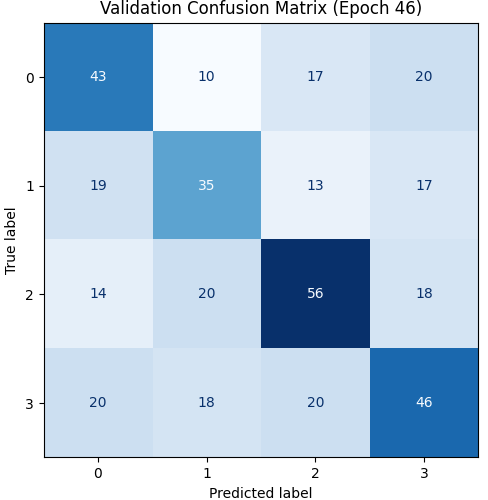 Validation Confusion Matrix (Epoch 46)
0 43 10 17 20
1 19 35 13 17
2 14 20 56 18
3 20 18 20 46
0 1 2 3
True label
Predicted label